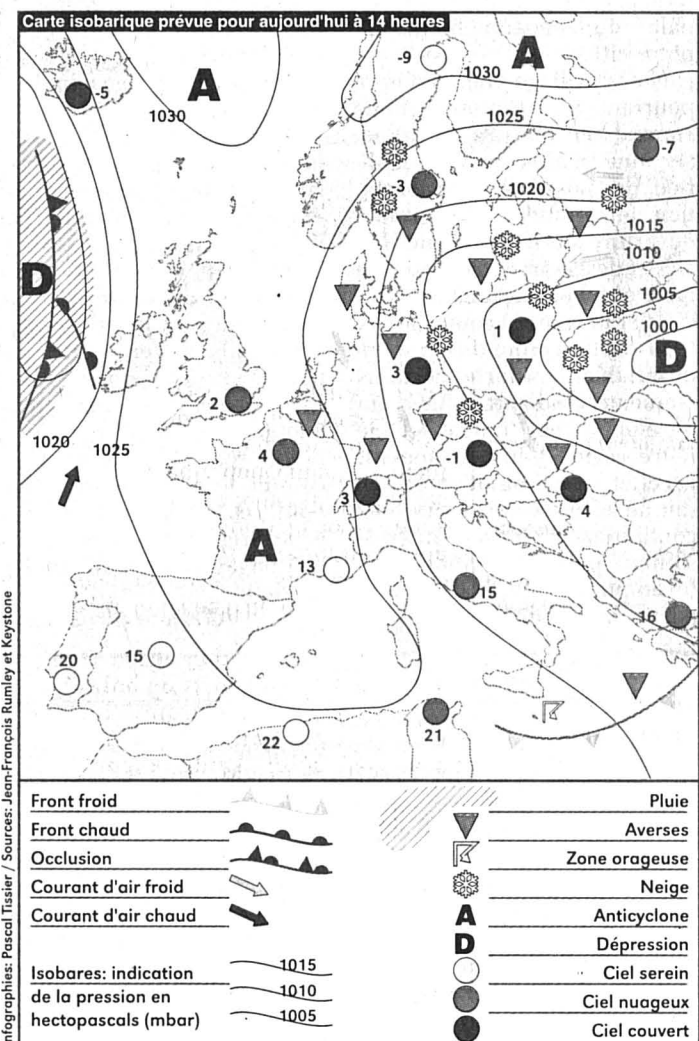 Carte isobarique prévue pour aujourd'hui à 14 heures
-9
A
A
1030
-5
1030
1025
-7
-3
1020
1015
1010
D
1005
1000
1
D
3
2
1020
1025
4
-1
3
4
A
13
15
16
20
15
22
21
Front froid
Front chaud
Occlusion
Courant d'air froid
Courant d'air chaud
Isobares: indication
de la pression en
hectopascals (mbar)
1015
1010
1005
Pluie
Averses
Zone orageuse
Neige
A Anticyclone
D Dépression
Ciel serein
Ciel nuageux
Ciel couvert
Infographies: Pascal Tissier / Sources: Jean-François Rumley et Keystone